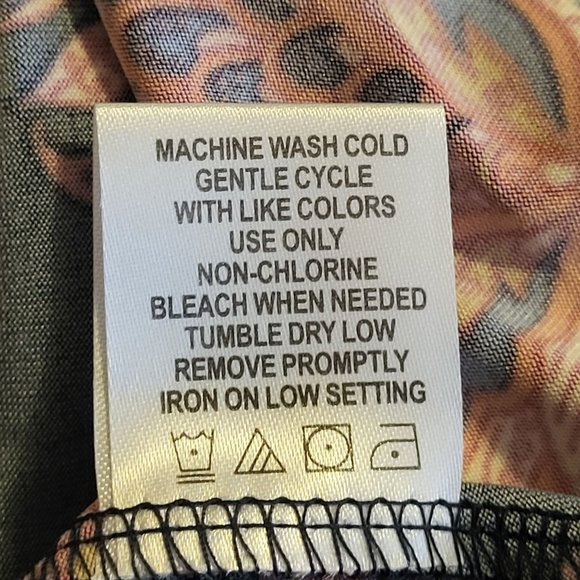 MACHINE WASH COLD
GENTLE CYCLE
WITH LIKE COLORS
USE ONLY
NON-CHLORINE
BLEACH WHEN NEEDED
TUMBLE DRY LOW
REMOVE PROMPTLY
IRON ON LOW SETTING